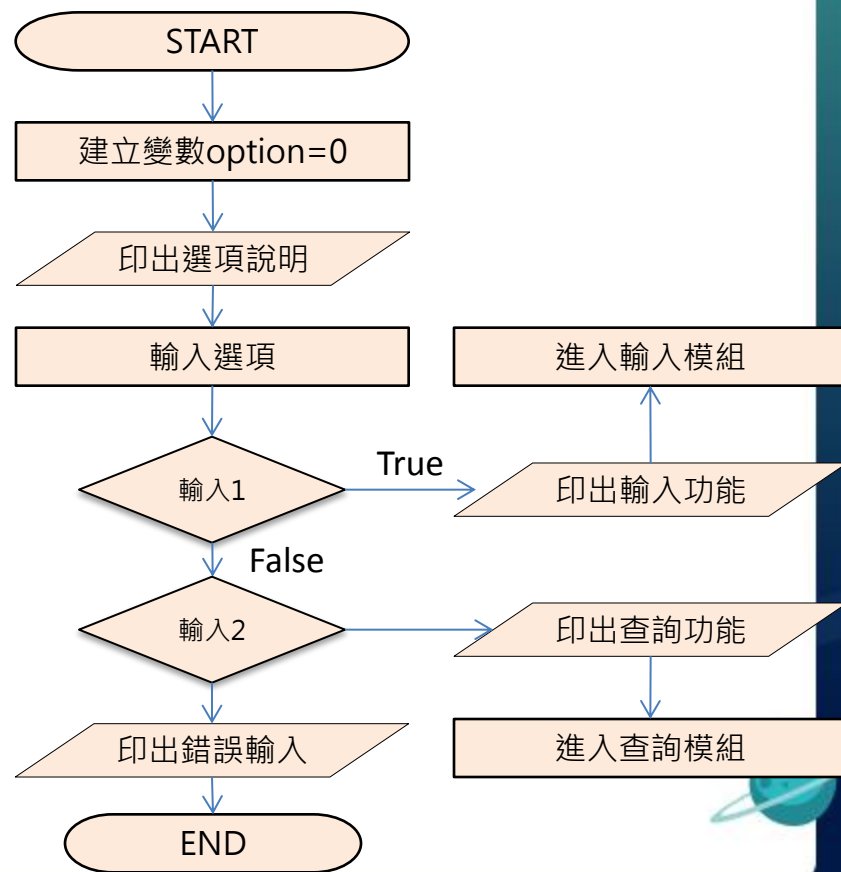 START
建立變數option=0
印出選項說明
輸入選項
進入輸入模組
輸入1
True
印出輸入功能
False
輸入2
印出查詢功能
印出錯誤輸入
進入查詢模組
END